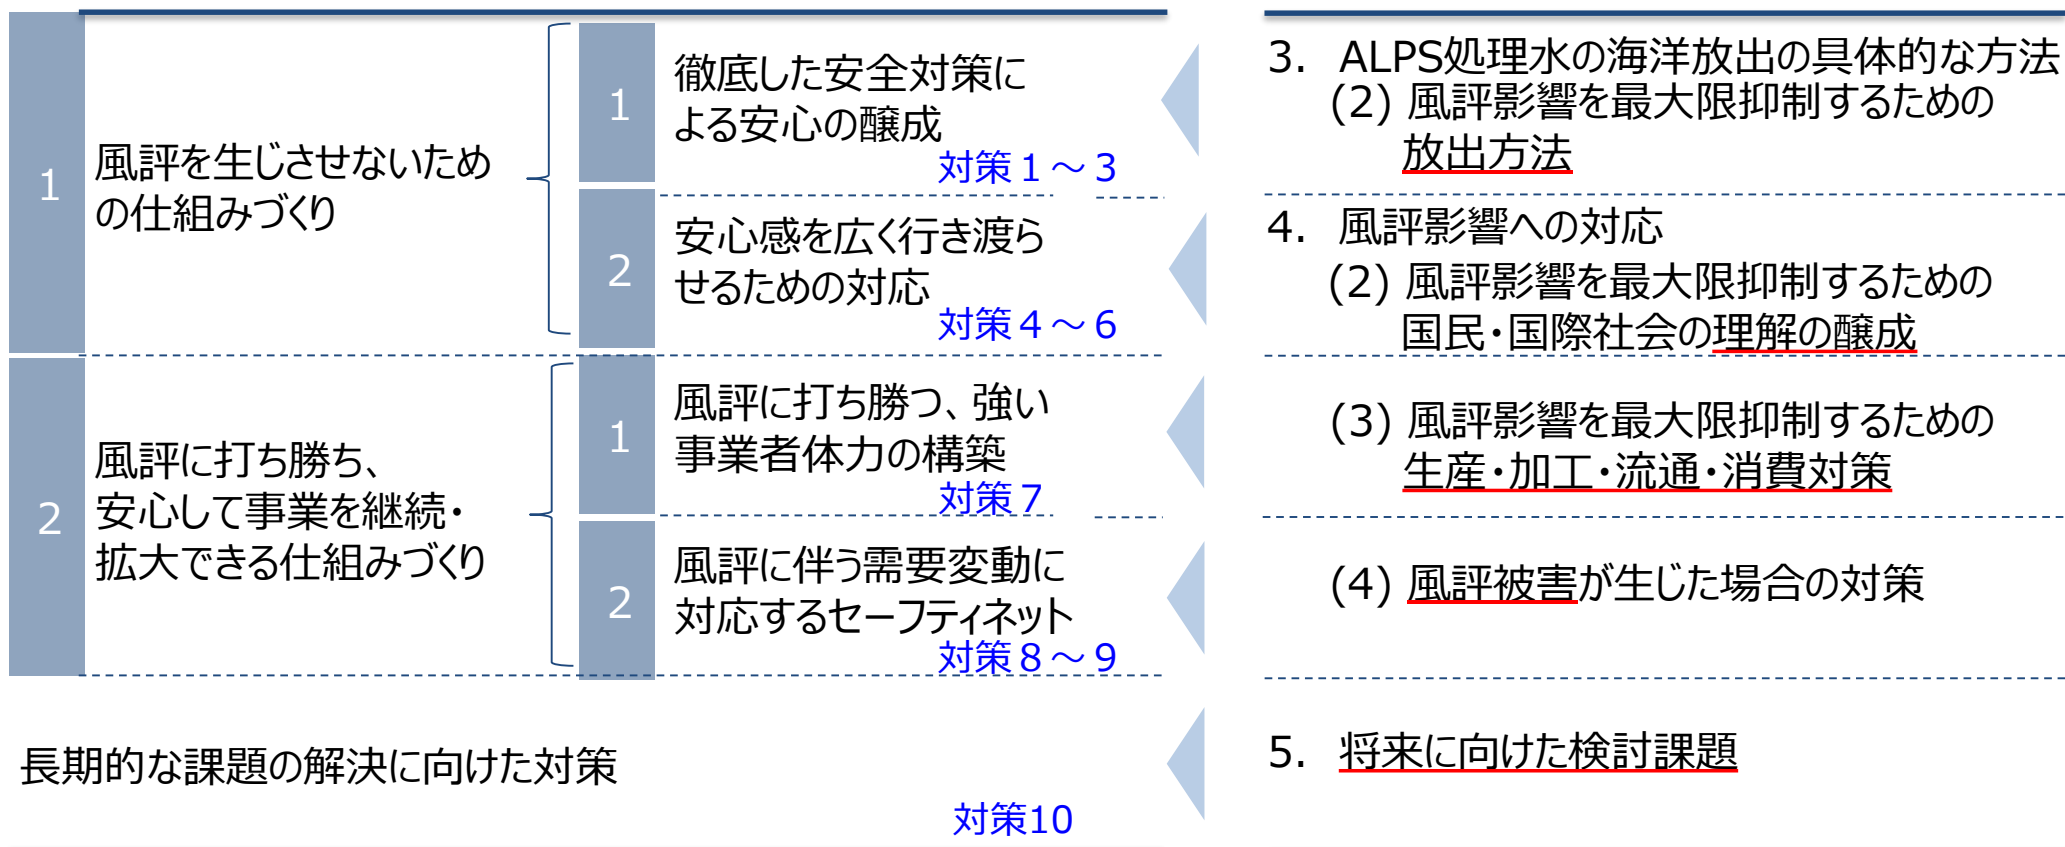 1
風評を生じさせないため
の仕組みづくり
1
徹底した安全対策に
よる安心の醸成
対策1～3
2
安心感を広く行き渡ら
せるための対応
対策4～6
2
風評に打ち勝ち、
安心して事業を継続・
拡大できる仕組みづくり
1
風評に打ち勝つ、強い
事業者体力の構築
対策7
2
風評に伴う需要変動に
対応するセーフティネット
対策8～9
長期的な課題の解決に向けた対策
対策10
3. ALPS処理水の海洋放出の具体的な方法
(2) 風評影響を最大限抑制するための
放出方法
4. 風評影響への対応
(2) 風評影響を最大限抑制するための
国民・国際社会の理解の醸成
(3) 風評影響を最大限抑制するための
生産・加工・流通・消費対策
(4) 風評被害が生じた場合の対策
5. 将来に向けた検討課題